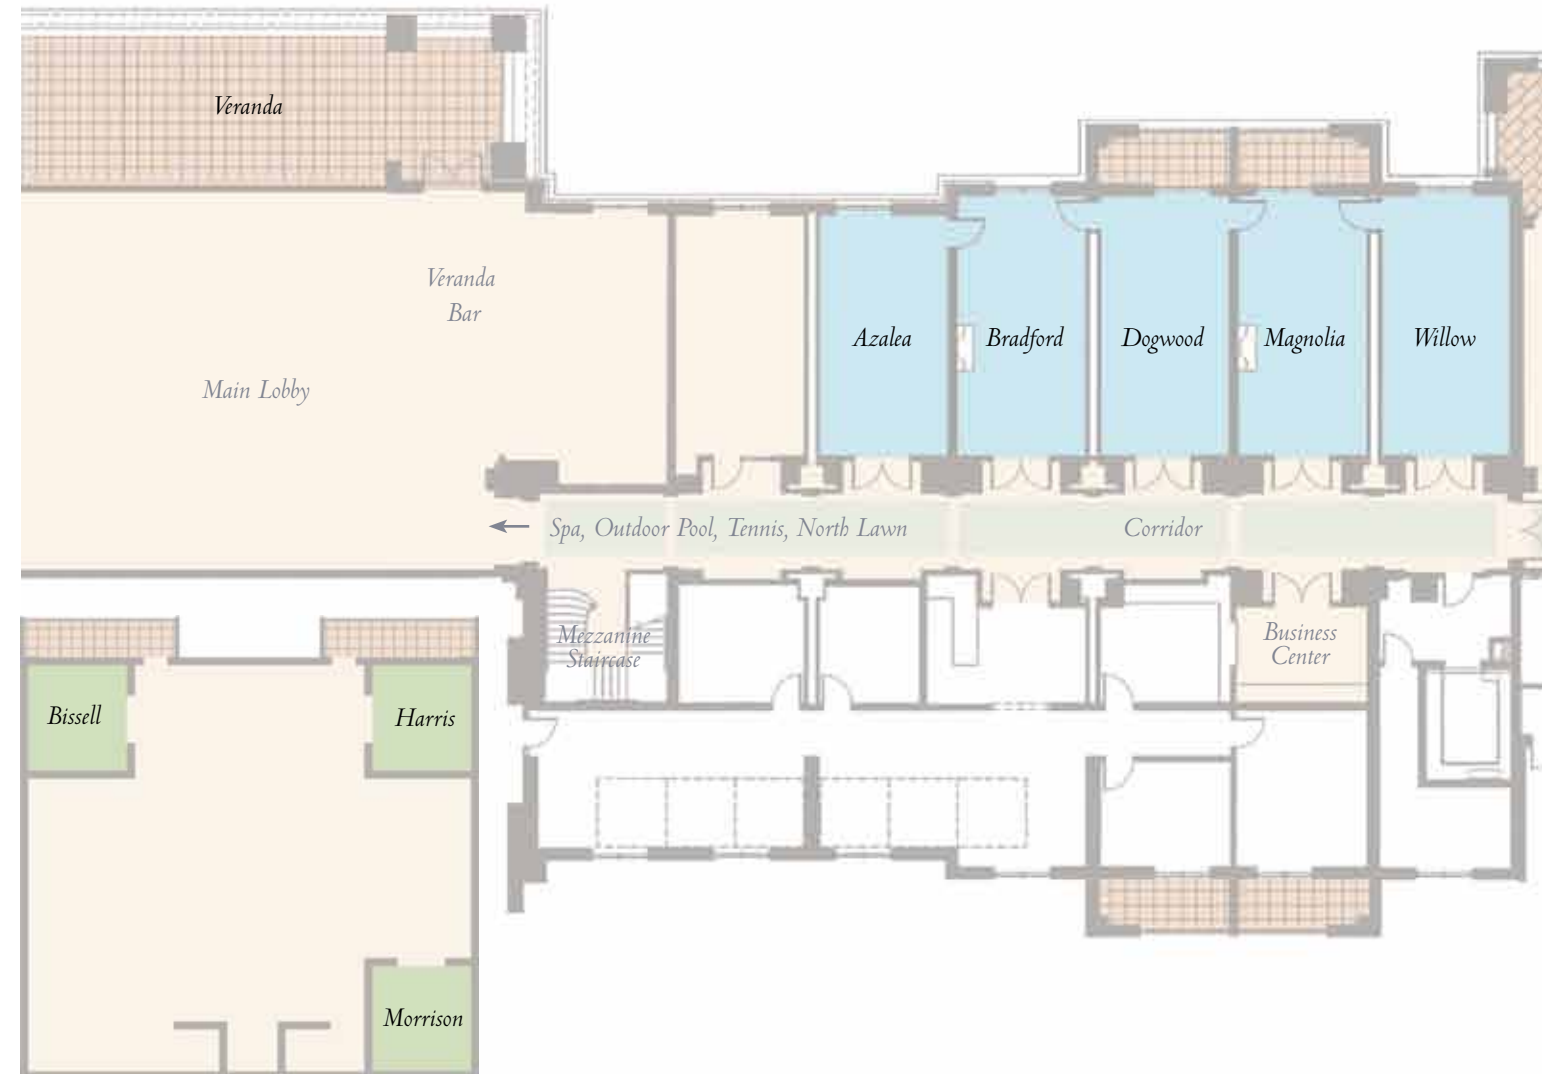 Veranda
Veranda
Bar
Main Lobby
Azalea
Bradford
Dogwood
Magnolia
Willow
Spa, Outdoor Pool, Tennis, North Lawn
Corridor
Mezzanine
Staircase
Business
Center
Bissell
Harris
Morrison